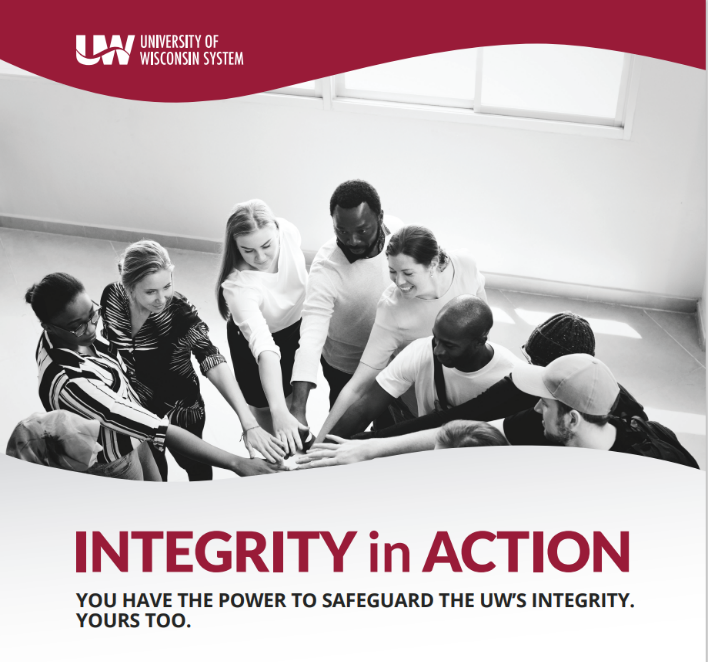 UW UNIVERSITY OF
WISCONSIN SYSTEM
INTEGRITY in ACTION
YOU HAVE THE POWER TO SAFEGUARD THE UW'S INTEGRITY.
YOURS TOO.